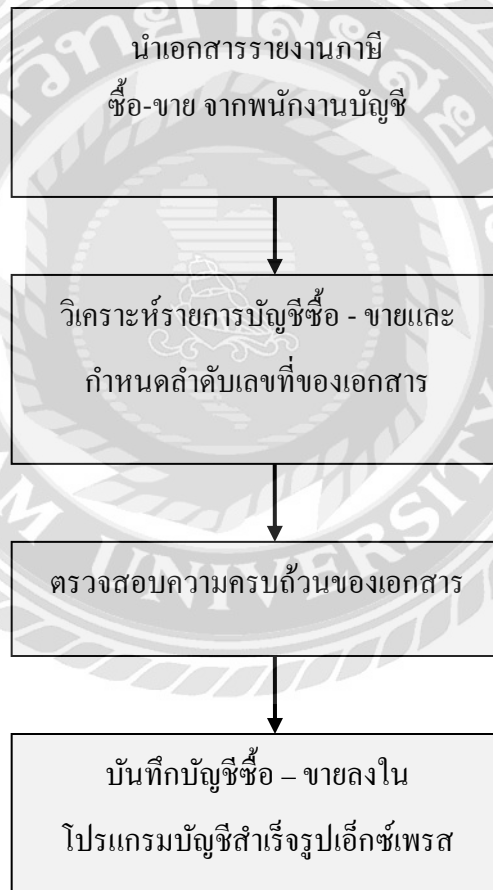 นำเอกสารรายงานภาษี
ซื้อ-ขาย จากพนักงานบัญชี
วิเคราะห์รายการบัญชีซื้อ - ขายและ
กำหนดลำดับเลขที่ของเอกสาร
ตรวจสอบความครบถ้วนของเอกสาร
UNIVERSITY
บันทึกบัญชีซื้อ – ขายลงใน
โปรแกรมบัญชีสำเร็จรูปเอ็กซ์เพรส